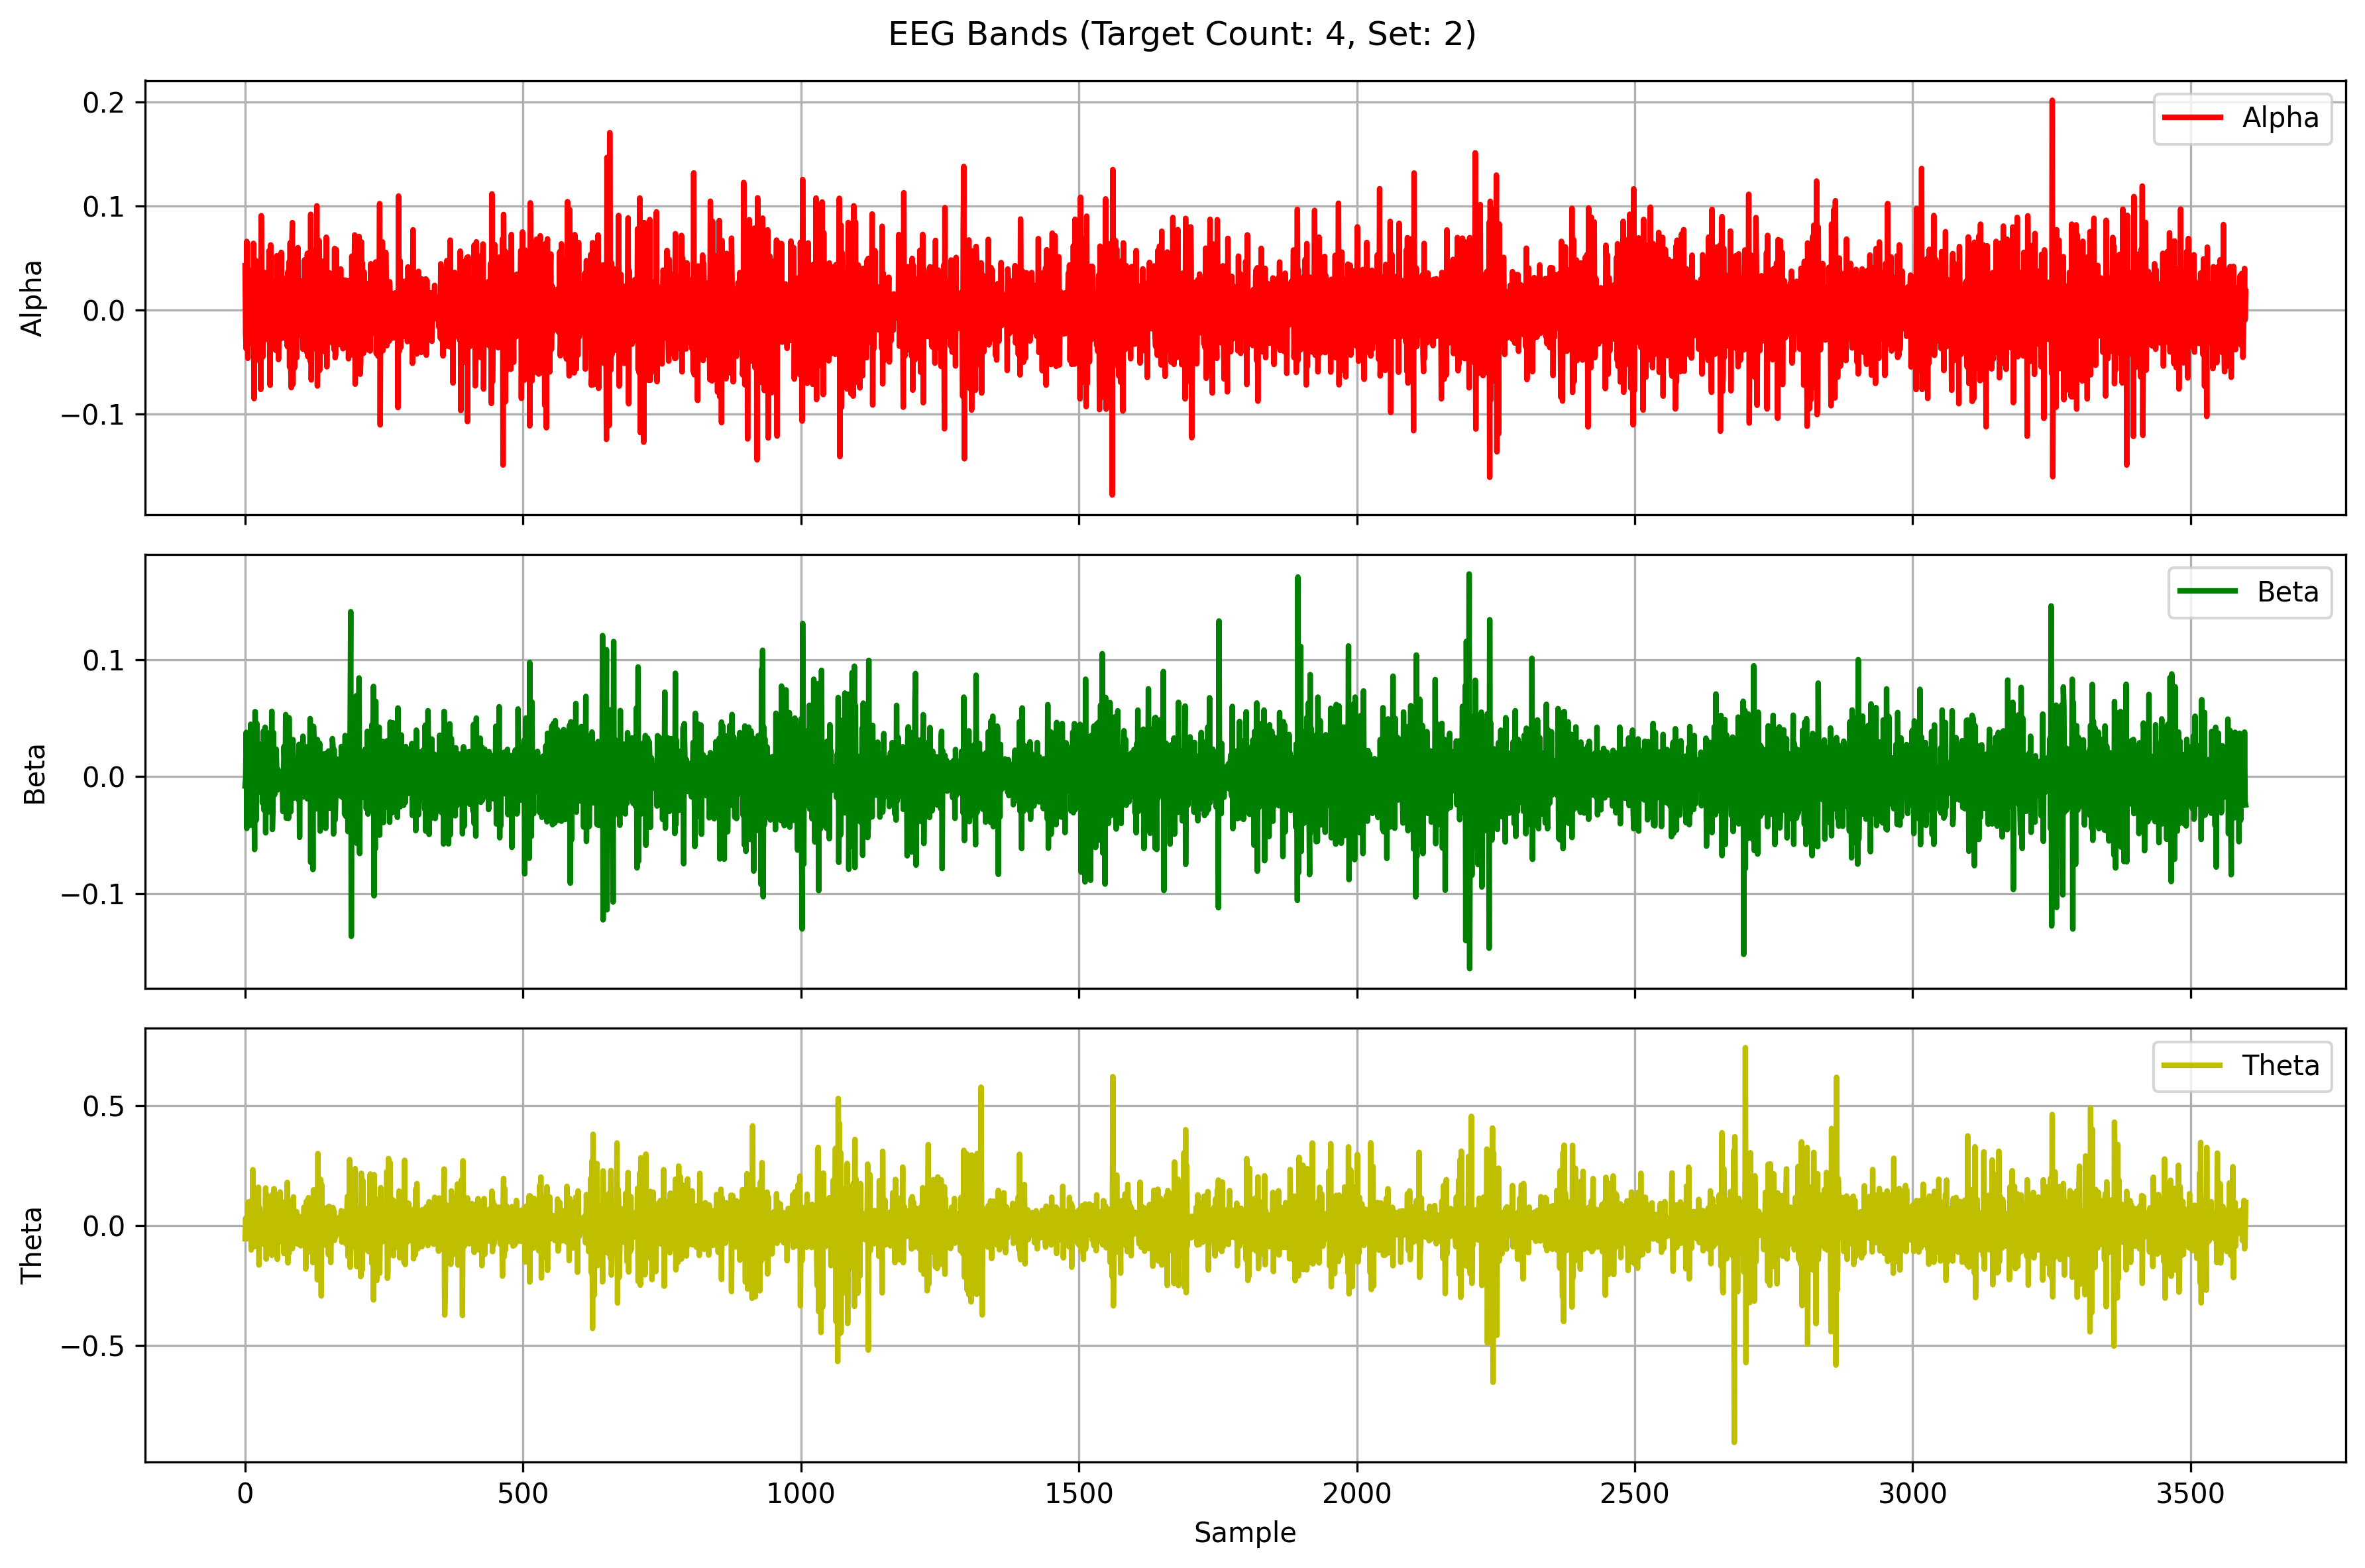 EEG Bands (Target Count: 4, Set: 2)
0.2
0.1
0.0
−0.1
Alpha
Alpha
0.1
0.0
−0.1
Beta
Beta
0.5
0.0
−0.5
Theta
Theta
0 500 1000 1500 2000 2500 3000 3500
Sample